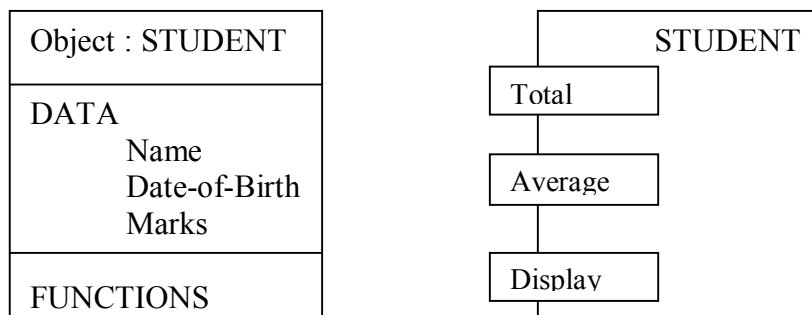 Object : STUDENT
DATA
Name
Date-of-Birth
Marks
FUNCTIONS
STUDENT
Total
Average
Display